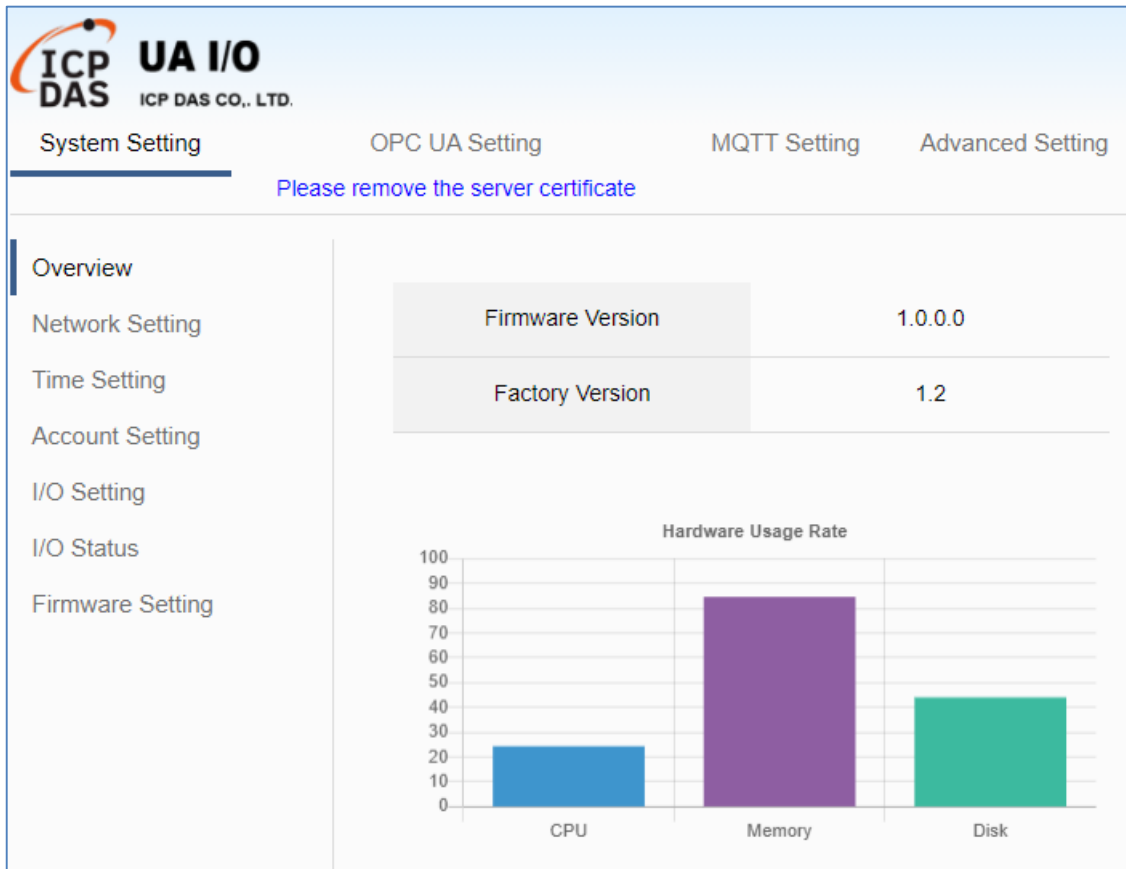 ICP
DAS
UA I/O
ICP DAS CO,. LTD.
System Setting OPC UA Setting MQTT Setting Advanced Setting
Please remove the server certificate
Overview
Network Setting
Time Setting
Account Setting
I/O Setting
I/O Status
Firmware Setting
Firmware Version 1.0.0.0
Factory Version 1.2
Hardware Usage Rate
100
90
80
70
60
50
40
30
20
10
0
CPU Memory Disk